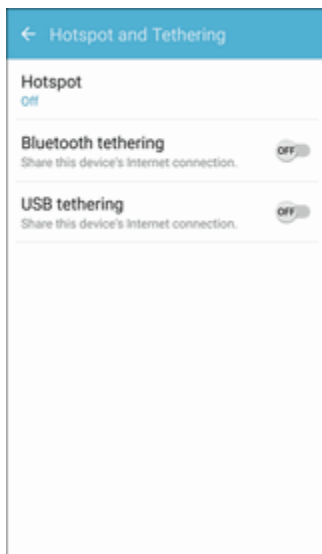 Hotspot and Tethering
Hotspot
Off
Bluetooth tethering
Share this device's Internet connection.
OFF
USB tethering
Share this device's Internet connection.
OFF